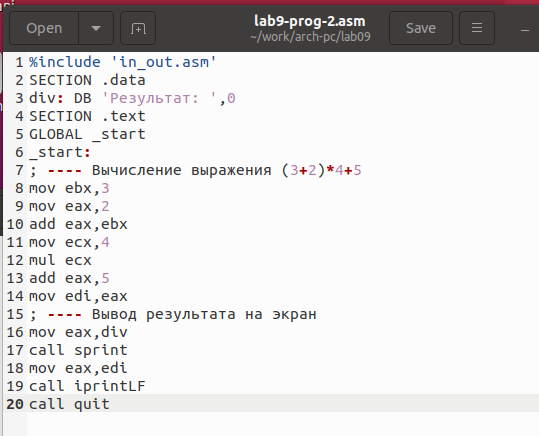 Open
lab9-prog-2.asm
~/work/arch-pc/lab09
Save
1 %include 'in_out.asm'
2 SECTION .data
3 div: DB 'Результат: ',0
4 SECTION .text
5 GLOBAL _start
6 _start:
7 ; ---- Вычисление выражения (3+2)*4+5
8 mov ebx,3
9 mov eax,2
10 add eax,ebx
11 mov ecx,4
12 mul ecx
13 add eax,5
14 mov edi,eax
15 ; ---- Вывод результата на экран
16 mov eax,div
17 call sprint
18 mov eax,edi
19 call iprintLF
20 call quit